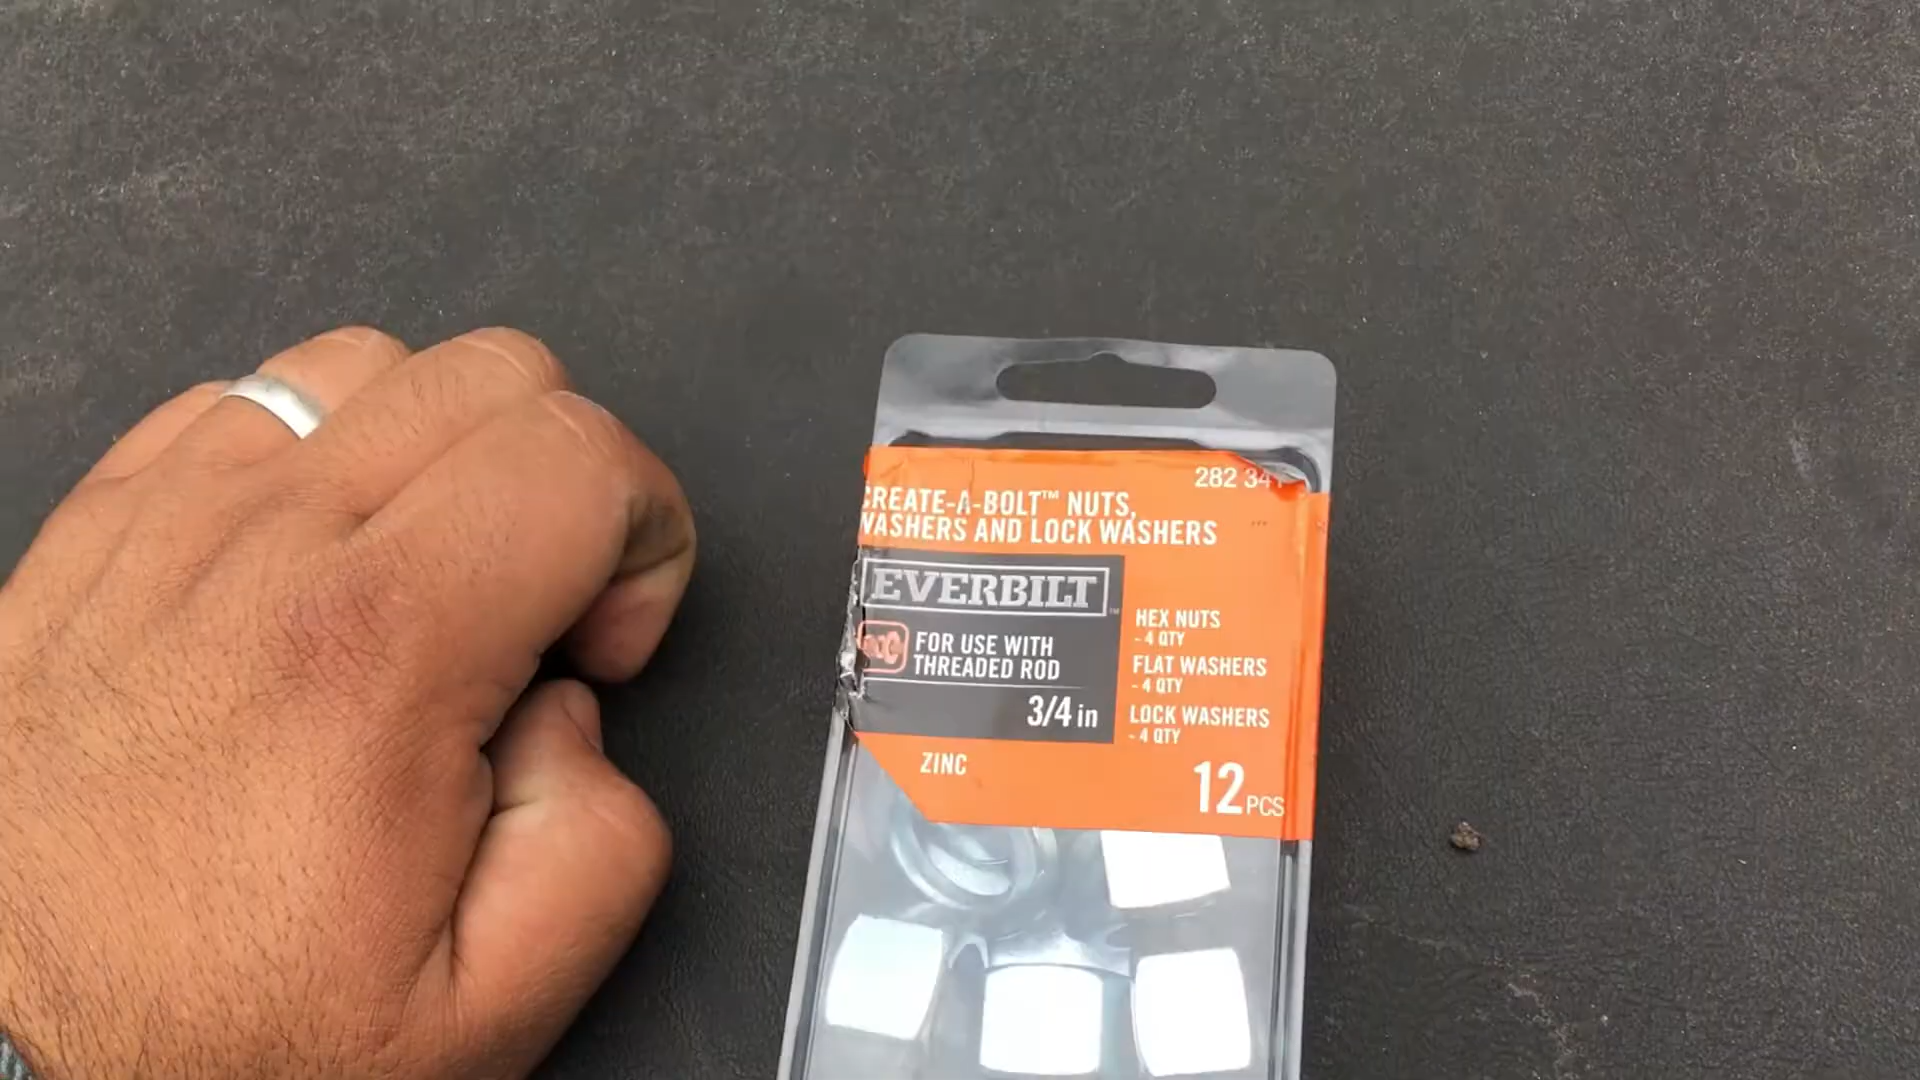 282 34
CREATE-A-BOLT™ NUTS,
WASHERS AND LOCK WASHERS
EVERBILT™
FOR USE WITH
THREADED ROD
3/4 in
HEX NUTS
- 4 QTY
FLAT WASHERS
- 4 QTY
LOCK WASHERS
- 4 QTY
ZINC
12 PCS